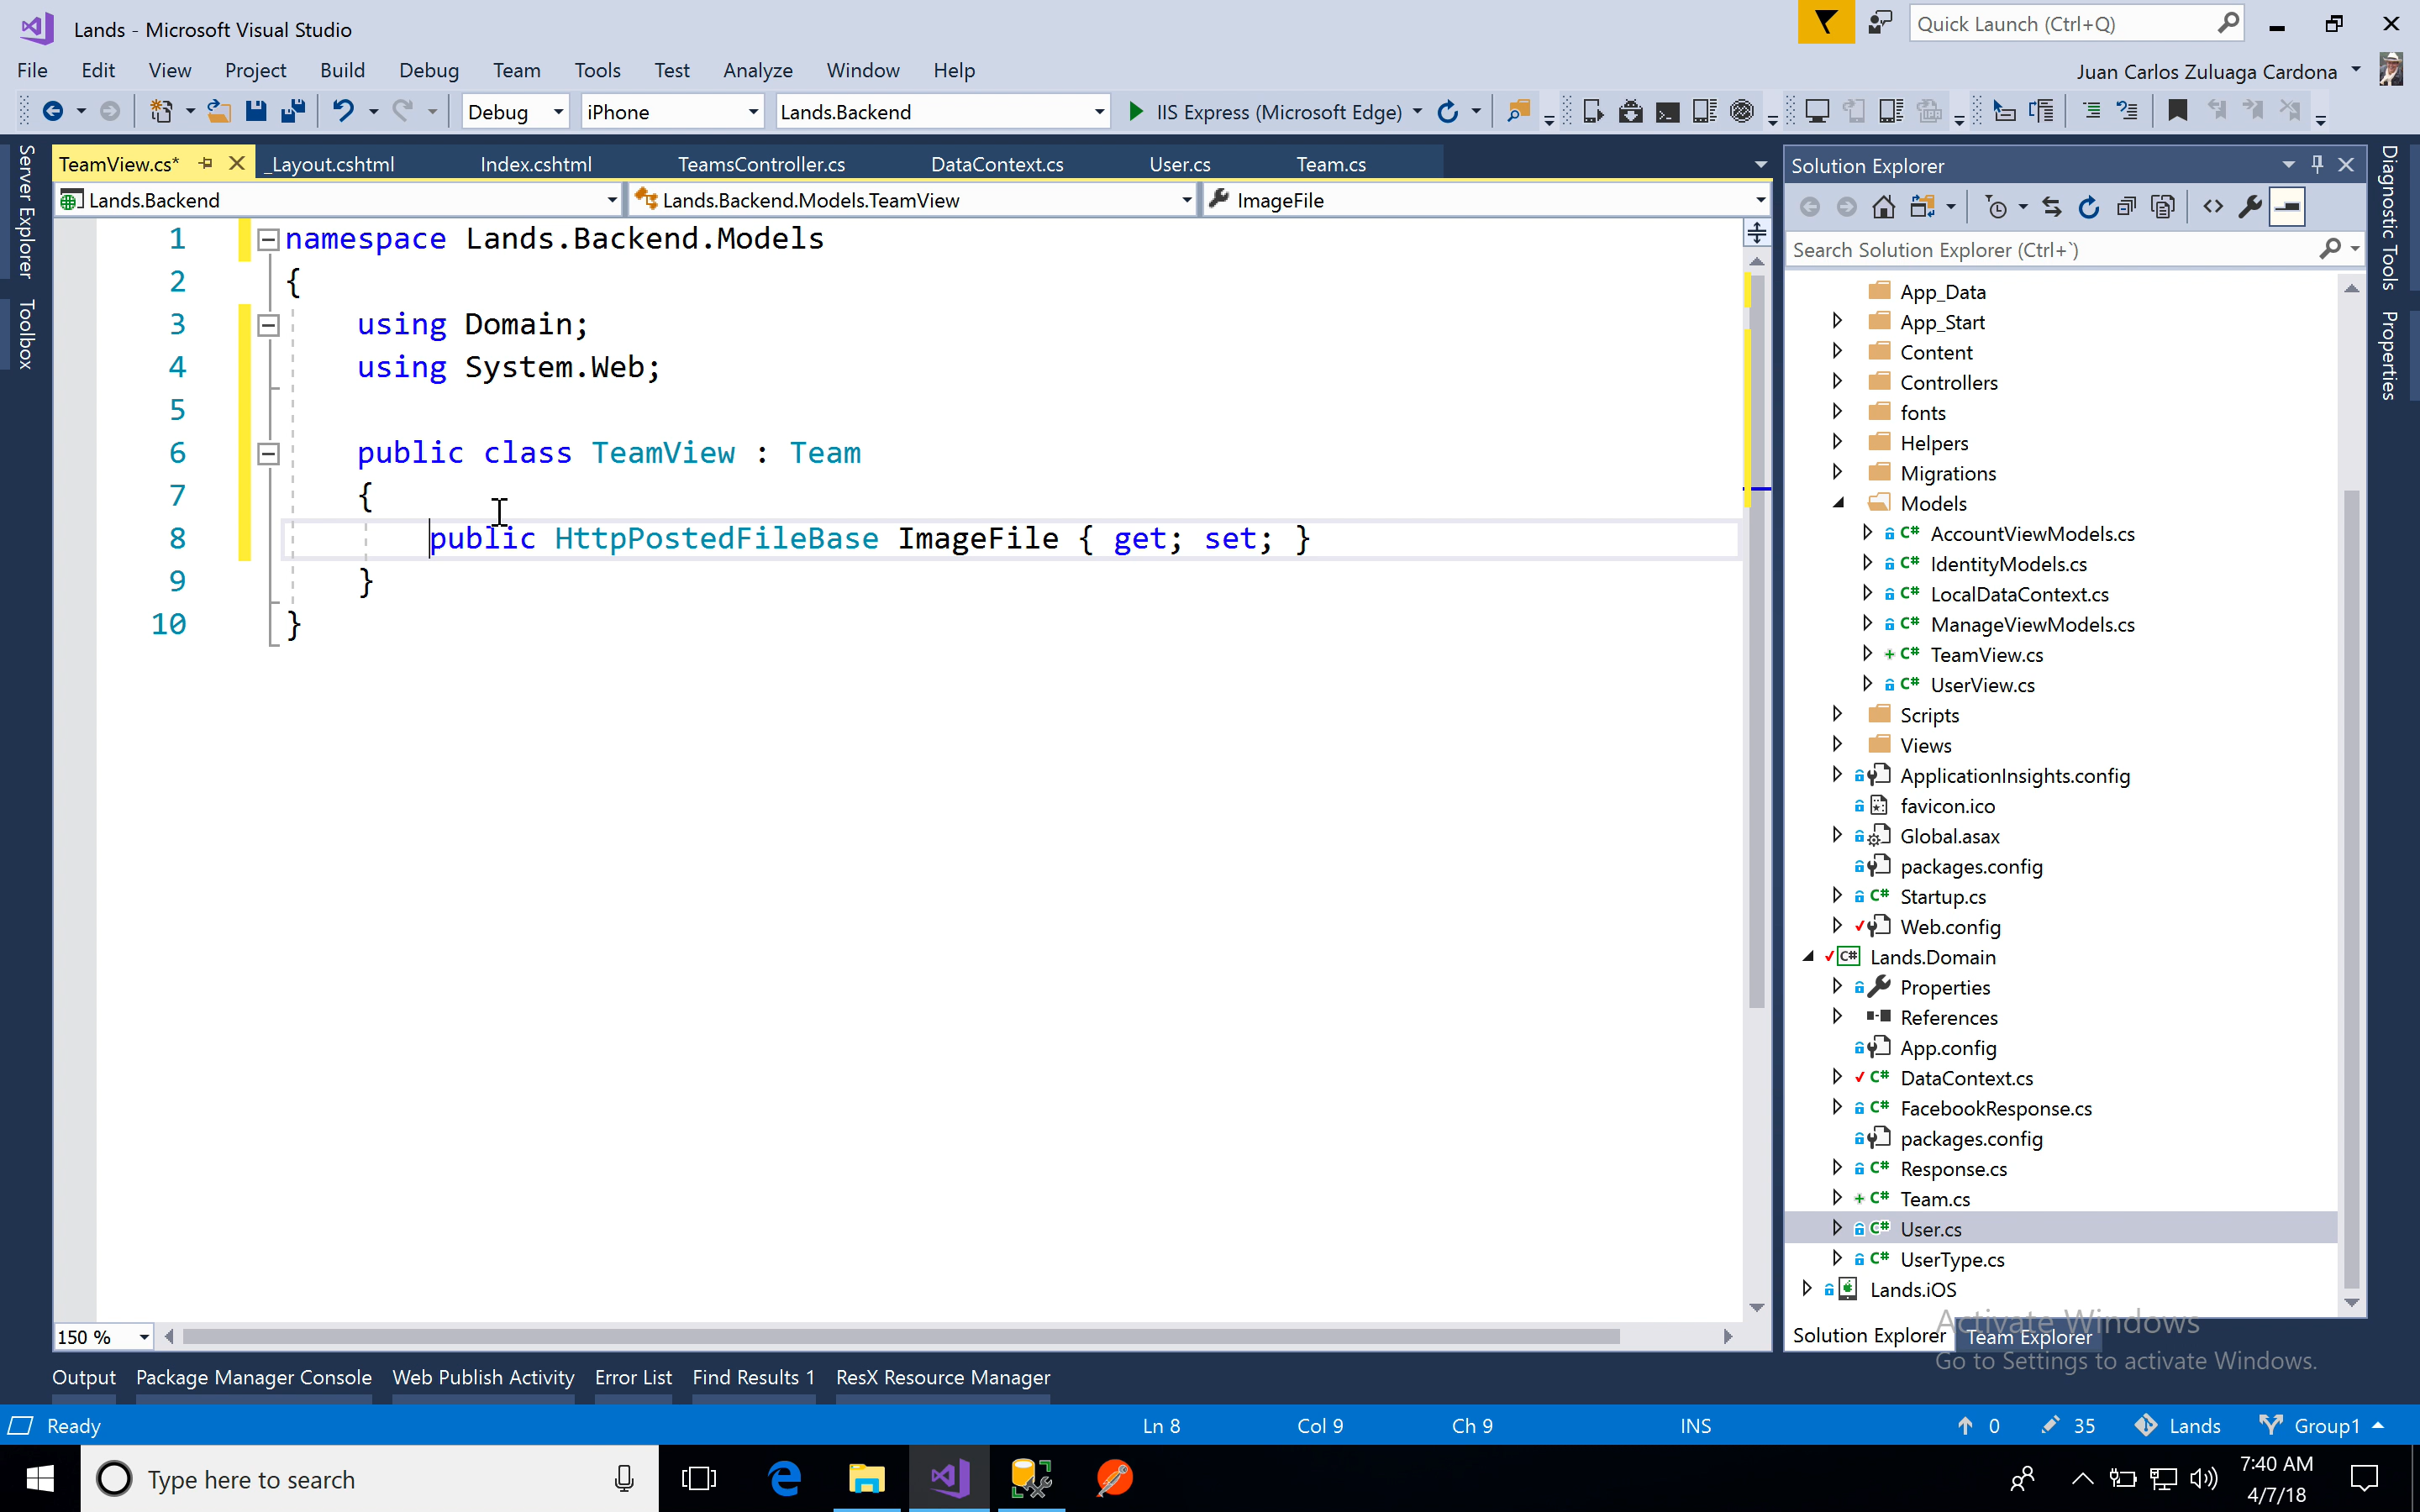 Lands - Microsoft Visual Studio
Quick Launch (Ctrl+Q)
File Edit View Project Build Debug Team Tools Test Analyze Window Help
Juan Carlos Zuluaga Cardona
Debug iPhone Lands.Backend IIS Express (Microsoft Edge)
Server Explorer
Toolbox
TeamView.cs* _Layout.cshtml Index.cshtml TeamsController.cs DataContext.cs User.cs Team.cs
Lands.Backend Lands.Backend.Models.TeamView ImageFile
1 namespace Lands.Backend.Models
2 {
3 using Domain;
4 using System.Web;
5
6 public class TeamView : Team
7 {
8 public HttpPostedFileBase ImageFile { get; set; }
9 }
10 }
150 %
Solution Explorer
Search Solution Explorer (Ctrl+`)
App_Data
App_Start
Content
Controllers
fonts
Helpers
Migrations
Models
C# AccountViewModels.cs
C# IdentityModels.cs
C# LocalDataContext.cs
C# ManageViewModels.cs
+ C# TeamView.cs
C# UserView.cs
Scripts
Views
ApplicationInsights.config
favicon.ico
Global.asax
packages.config
C# Startup.cs
Web.config
C# Lands.Domain
Properties
References
App.config
C# DataContext.cs
C# FacebookResponse.cs
packages.config
C# Response.cs
+ C# Team.cs
C# User.cs
C# UserType.cs
Lands.iOS
Solution Explorer Team Explorer
Diagnostic Tools
Properties
Activate Windows
Go to Settings to activate Windows.
Output Package Manager Console Web Publish Activity Error List Find Results 1 ResX Resource Manager
Ready Ln 8 Col 9 Ch 9 INS 0 35 Lands Group1
Type here to search
7:40 AM
4/7/18